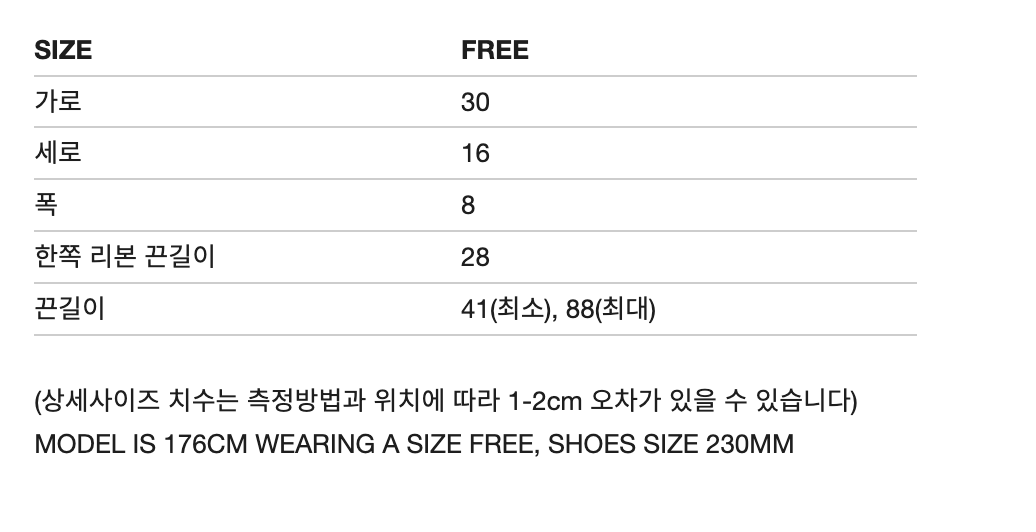 SIZE FREE
가로 30
세로 16
폭 8
한쪽 리본 끈길이 28
끈길이 41(최소), 88(최대)
(상세사이즈 치수는 측정방법과 위치에 따라 1-2cm 오차가 있을 수 있습니다)
MODEL IS 176CM WEARING A SIZE FREE, SHOES SIZE 230MM